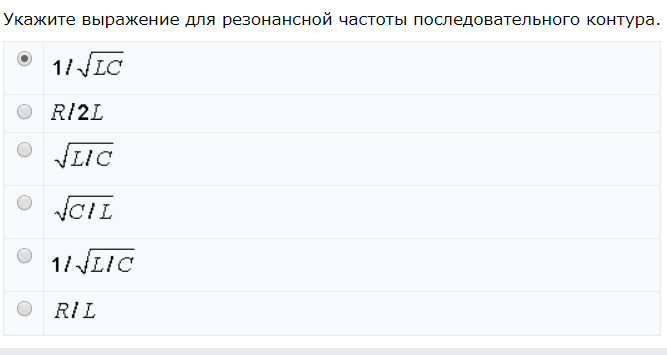 Укажите выражение для резонансной частоты последовательного контура.
1/√LC
R/2L
√L/C
√C/L
1/√L/C
R/L